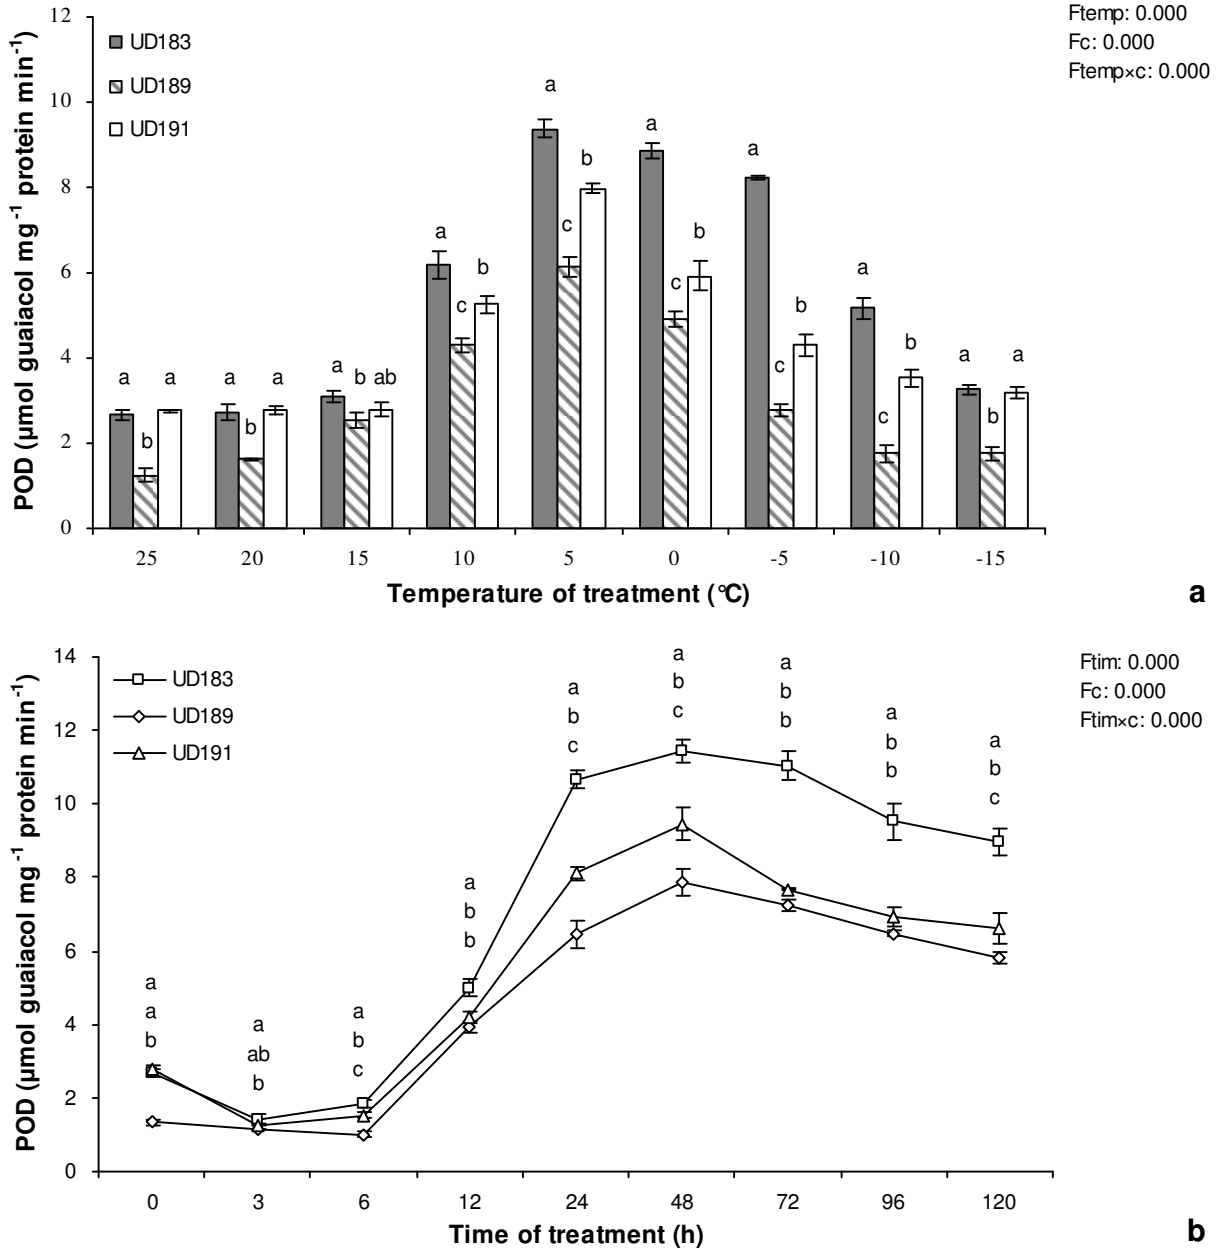 12
10
8
6
4
2
0
POD (µmol guaiacol mg⁻¹ protein min⁻¹)
UD183
UD189
UD191
Ftemp: 0.000
Fc: 0.000
Ftemp×c: 0.000
a b a
a b a
a b ab
a c b
a c b
a c b
a c b
a c b
a b a
25 20 15 10 5 0 -5 -10 -15
Temperature of treatment (°C)
a
14
12
10
8
6
4
2
0
POD (µmol guaiacol mg⁻¹ protein min⁻¹)
UD183
UD189
UD191
Ftim: 0.000
Fc: 0.000
Ftim×c: 0.000
a
a
b
a
ab
b
a
b
c
a
b
b
a
b
c
a
b
c
a
b
b
a
b
b
a
b
c
0 3 6 12 24 48 72 96 120
Time of treatment (h)
b